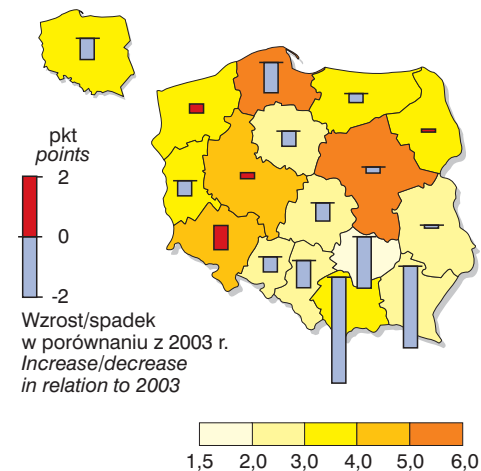 pkt
points
2
0
-2
Wzrost/spadek
w porównaniu z 2003 r.
Increase/decrease
in relation to 2003
1,5 2,0 3,0 4,0 5,0 6,0